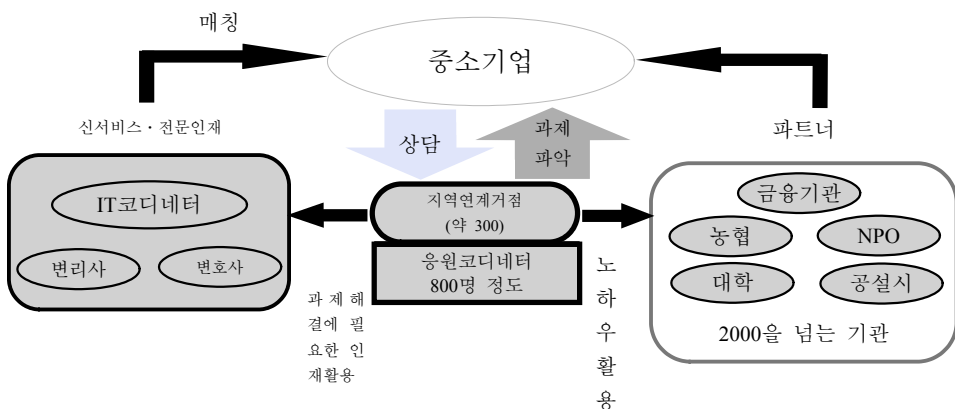 매칭
중소기업
신서비스·전문인재
상담
과제
파악
파트너
IT코디네터
변리사
변호사
지역연계거점
(약 300)
응원코디네터
800명 정도
금융기관
농협
NPO
대학
공설시
2000을 넘는 기관
과제해
결에 필
요한 인
재활용
노
하
우
활
용